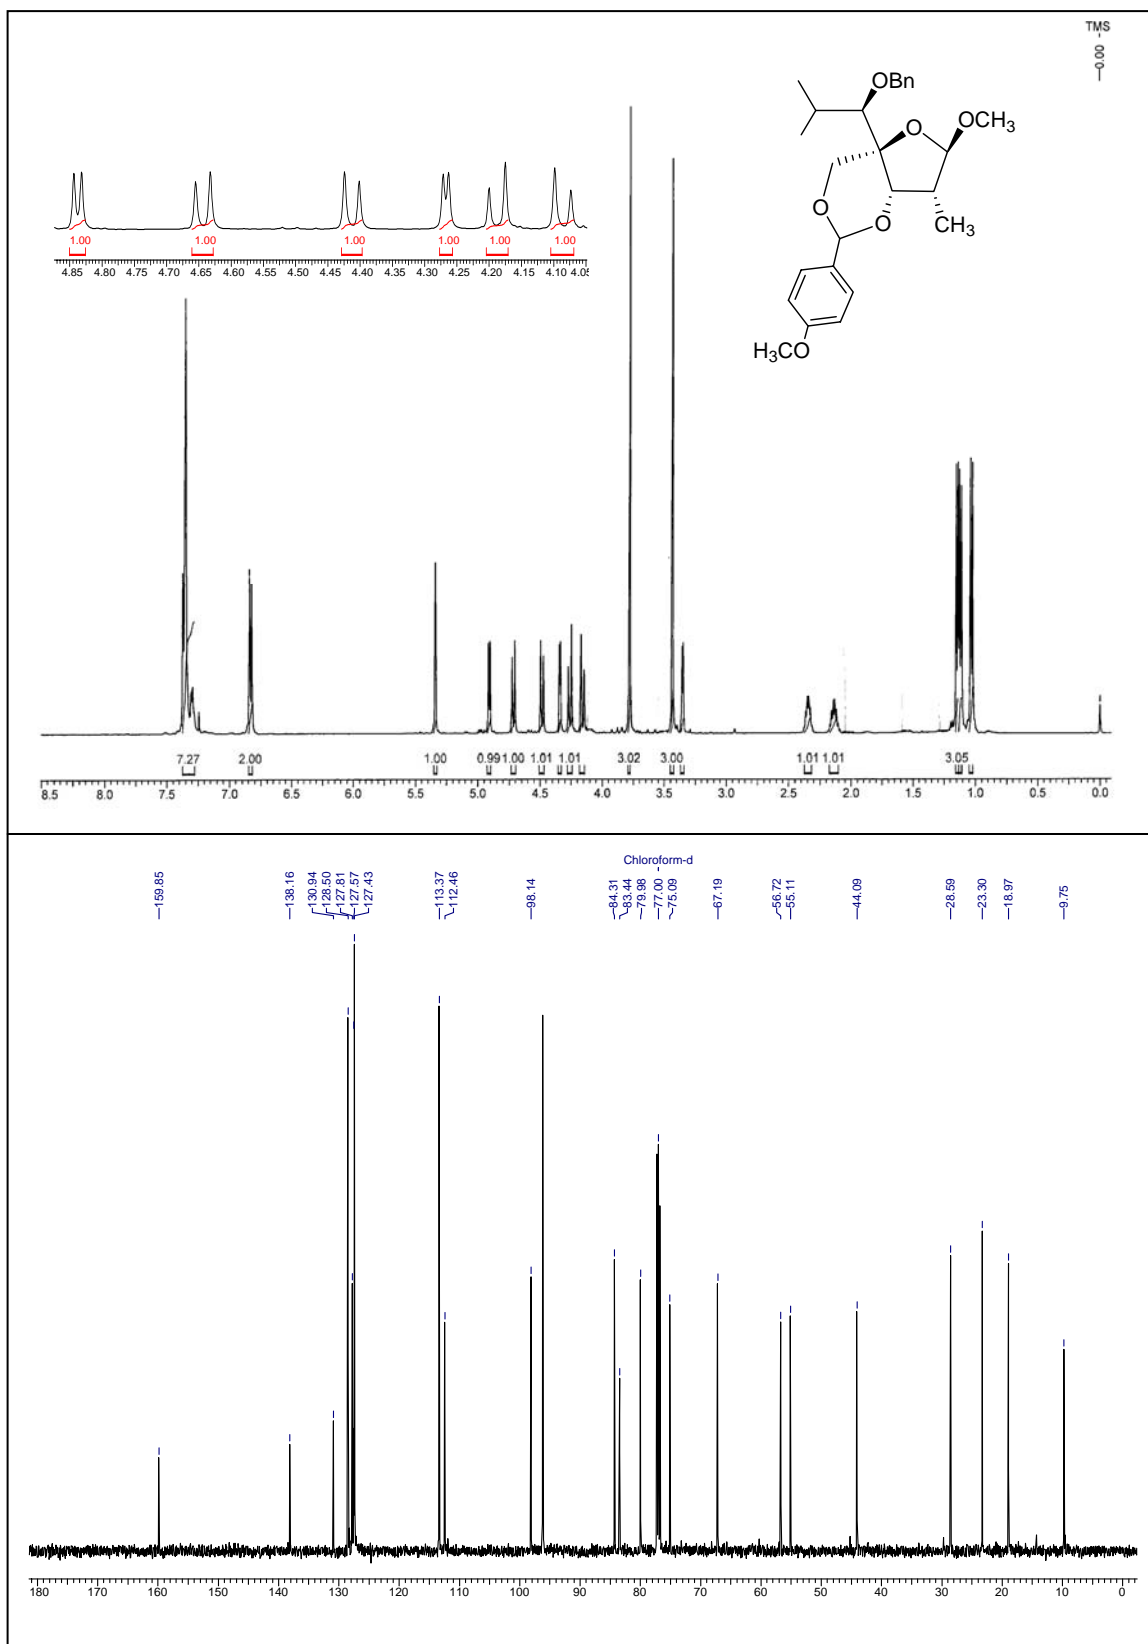 TMS
0.00
OBn
O
OCH3
O
O
CH3
H3CO
1.00 1.00 1.00 1.00 1.00 1.00
4.85 4.80 4.75 4.70 4.65 4.60 4.55 4.50 4.45 4.40 4.35 4.30 4.25 4.20 4.15 4.10 4.05
7.27 2.00 1.00 0.99 1.00 1.01 1.01 3.02 3.00 1.01 1.01 3.05
8.5 8.0 7.5 7.0 6.5 6.0 5.5 5.0 4.5 4.0 3.5 3.0 2.5 2.0 1.5 1.0 0.5 0.0
Chloroform-d
159.85 138.16 130.94 128.50 127.81 127.57 127.43 113.37 112.46 98.14 84.31 83.44 79.98 77.00 75.09 67.19 56.72 55.11 44.09 28.59 23.30 18.97 9.75
180 170 160 150 140 130 120 110 100 90 80 70 60 50 40 30 20 10 0